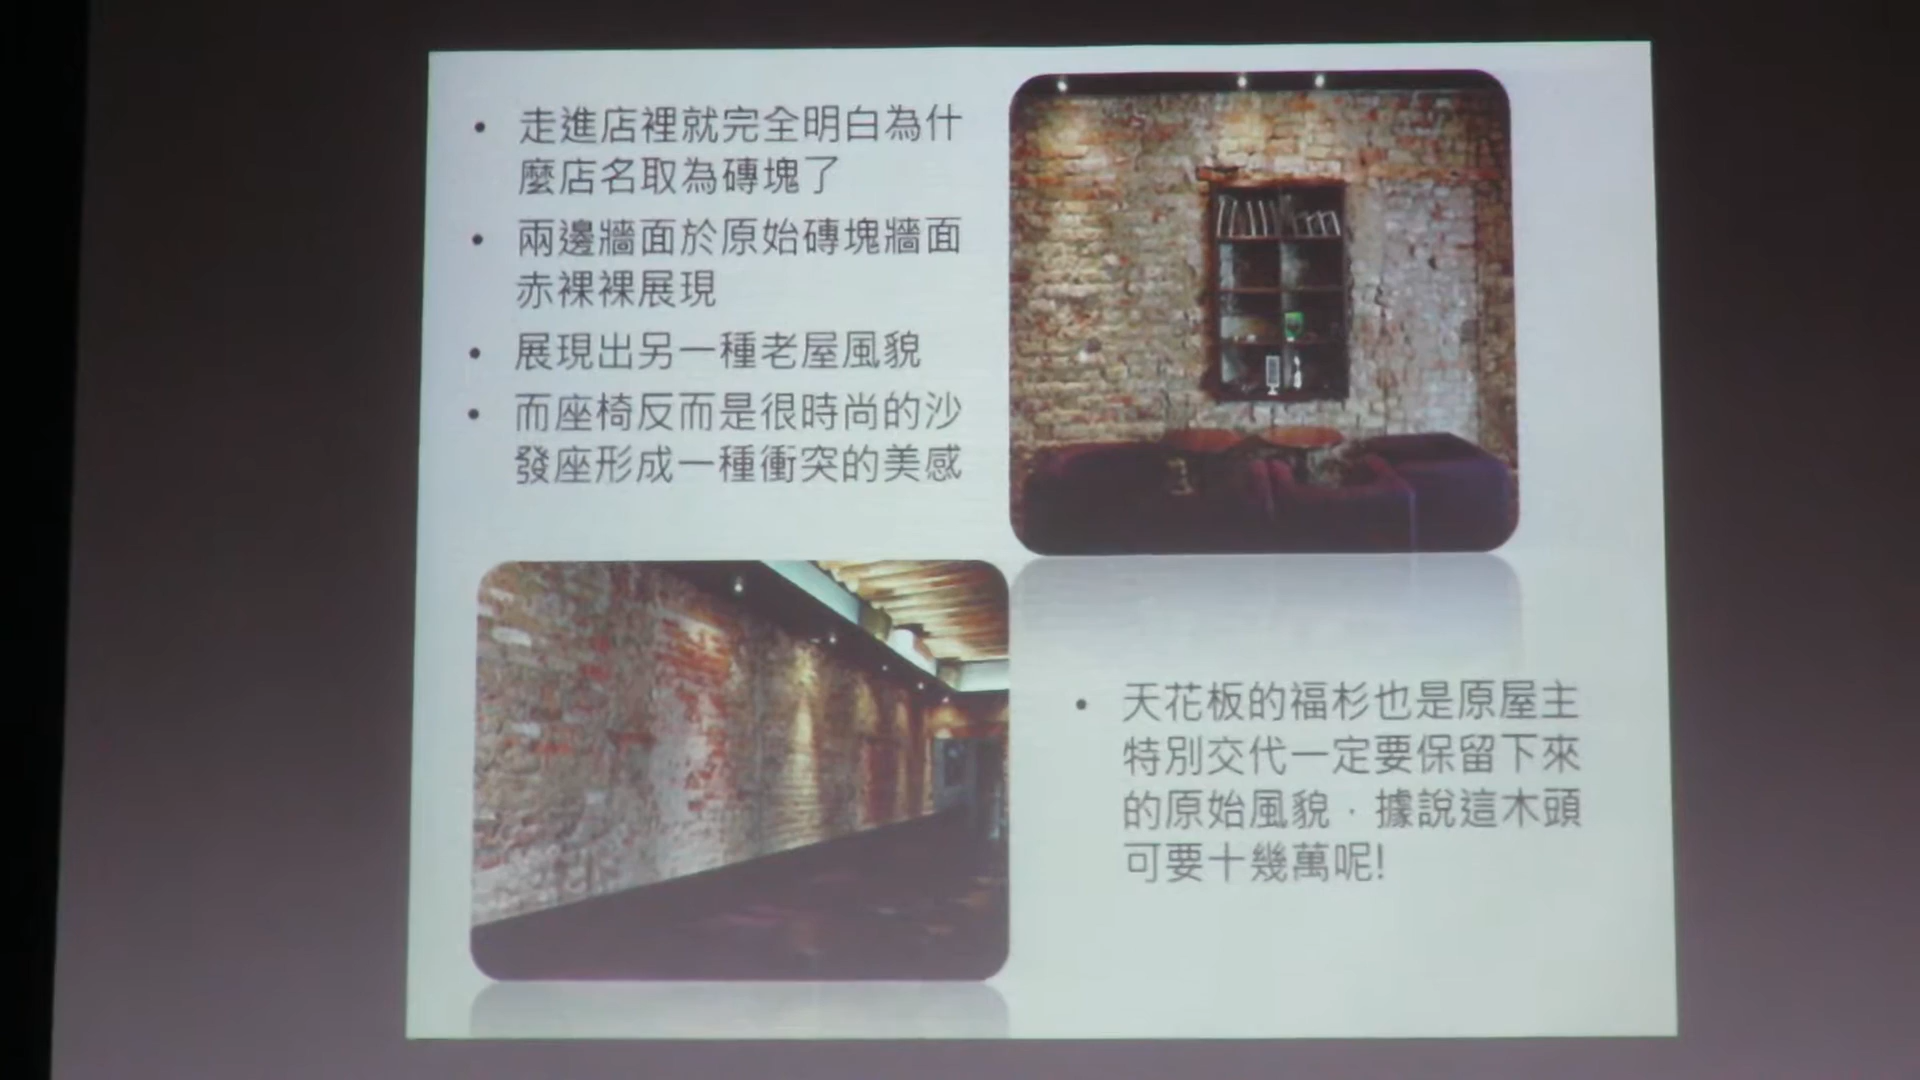 • 走進店裡就完全明白為什
麼店名取為磚塊了
• 兩邊牆面於原始磚塊牆面
赤裸裸展現
• 展現出另一種老屋風貌
• 而座椅反而是很時尚的沙
發座形成一種衝突的美感
• 天花板的福杉也是原屋主
特別交代一定要保留下來
的原始風貌．據說這木頭
可要十幾萬呢!